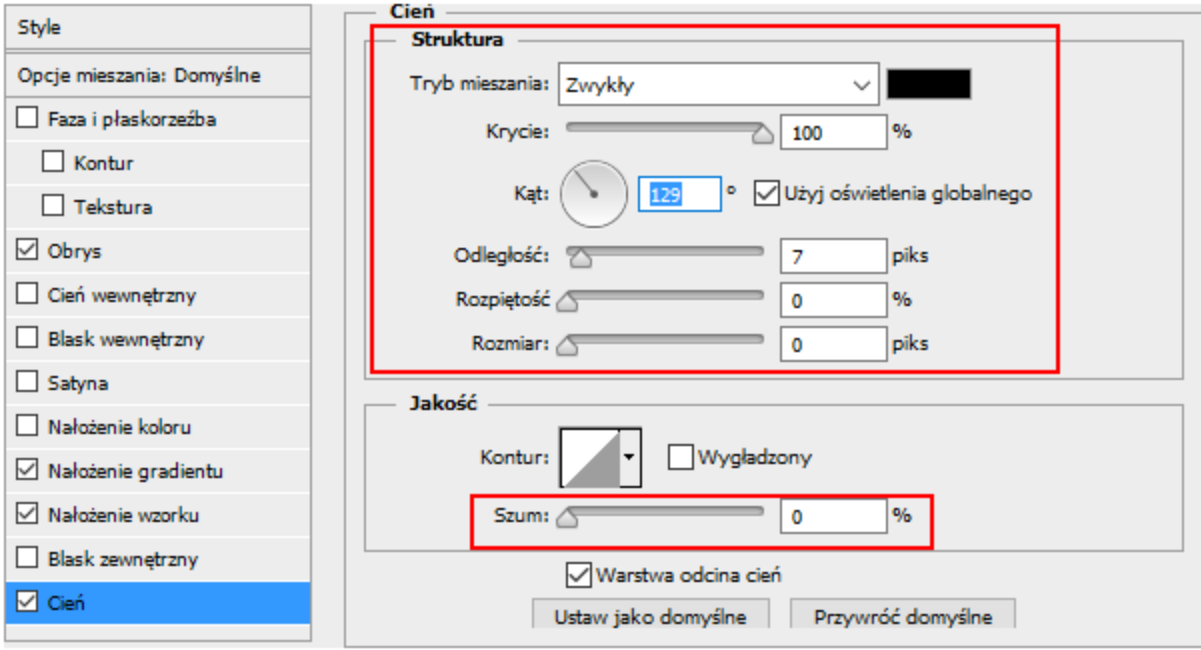 Style
Opcje mieszania: Domyślne
Faza i płaskorzeźba
Kontur
Tekstura
Obrys
Cień wewnętrzny
Blask wewnętrzny
Satyna
Nałożenie koloru
Nałożenie gradientu
Nałożenie wzorku
Blask zewnętrzny
Cień
Cień
Struktura
Tryb mieszania: Zwykły
Krycie: 100 %
Kąt: 129 ° Użyj oświetlenia globalnego
Odległość: 7 piks
Rozpiętość 0 %
Rozmiar: 0 piks
Jakość
Kontur: Wygładzony
Szum: 0 %
Warstwa odcina cień
Ustaw jako domyślne Przywróć domyślne